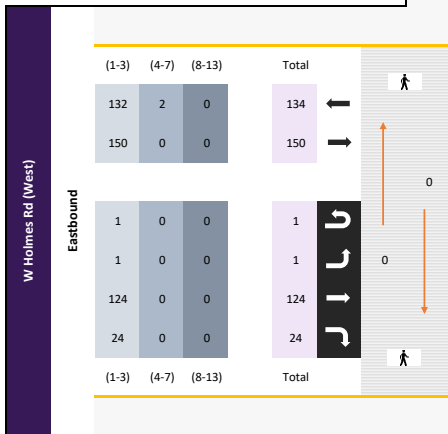 W Holmes Rd (West)
Eastbound
(1-3) (4-7) (8-13) Total
132 2 0 134
150 0 0 150
0
1 0 0 1
1 0 0 1
0
124 0 0 124
24 0 0 24
(1-3) (4-7) (8-13) Total